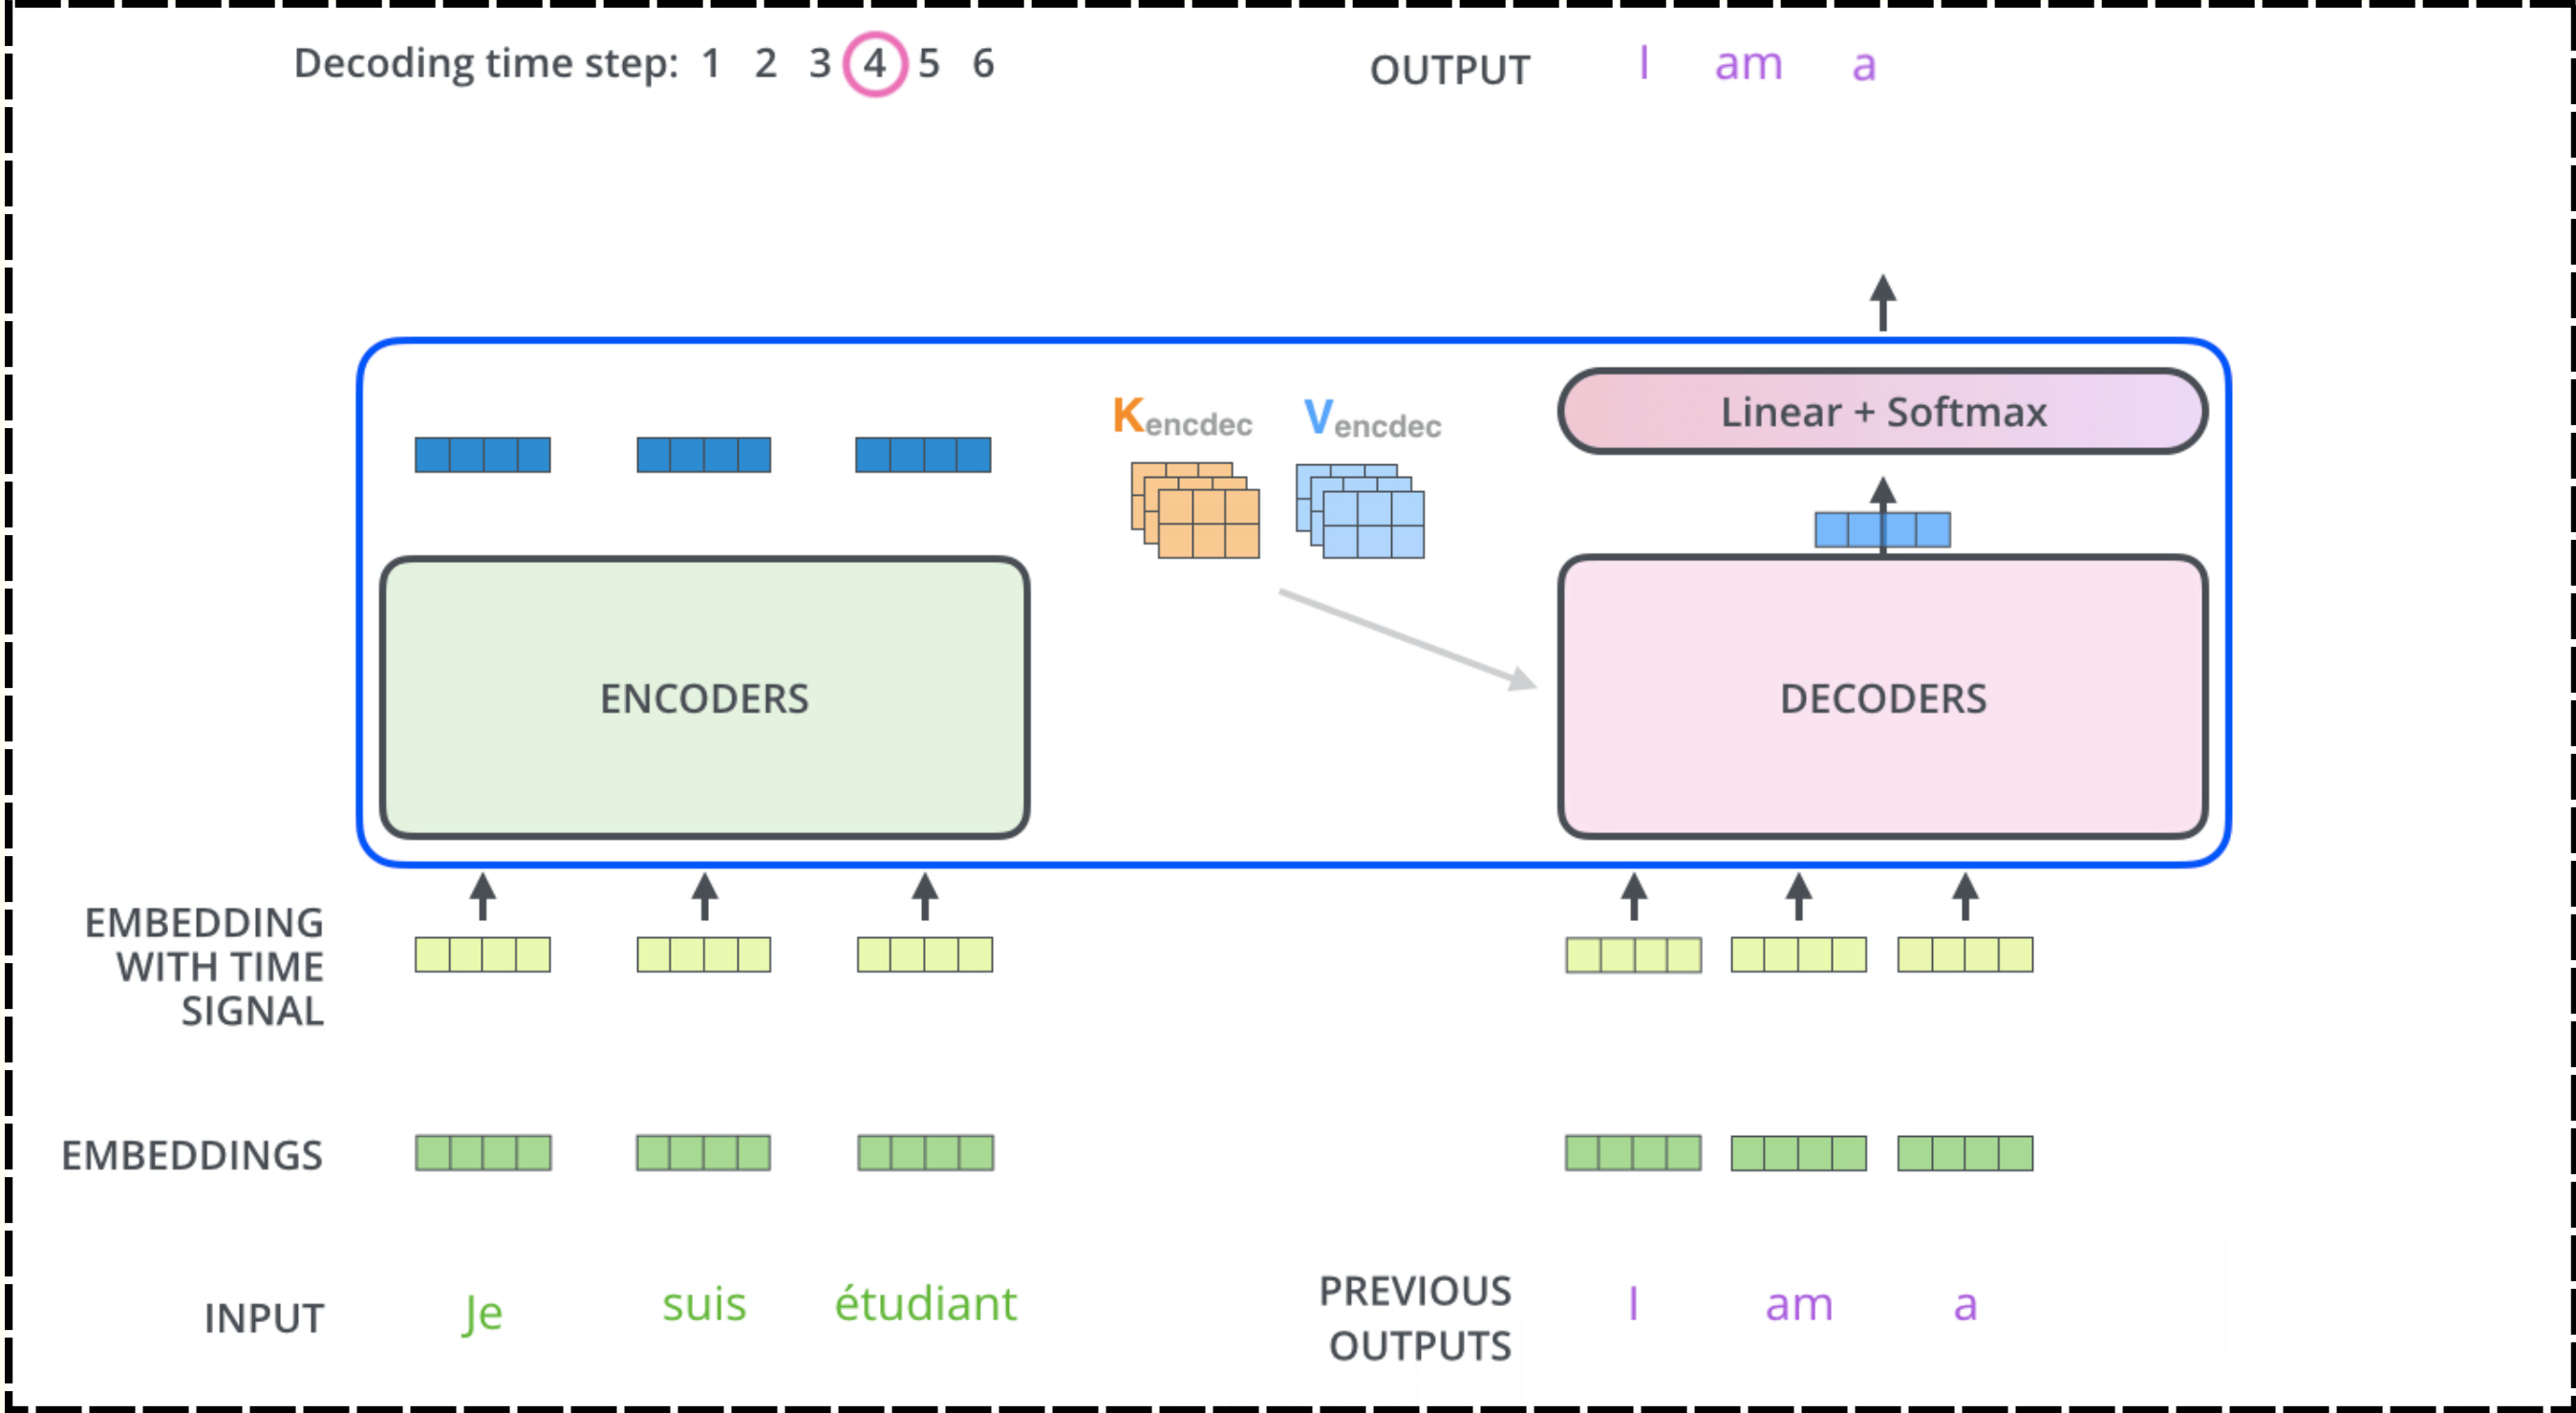 Decoding time step: 1 2 3 4 5 6
OUTPUT I am a
Kencdec Vencdec
Linear + Softmax
ENCODERS
DECODERS
EMBEDDING
WITH TIME
SIGNAL
EMBEDDINGS
INPUT Je suis étudiant
PREVIOUS
OUTPUTS
I am a